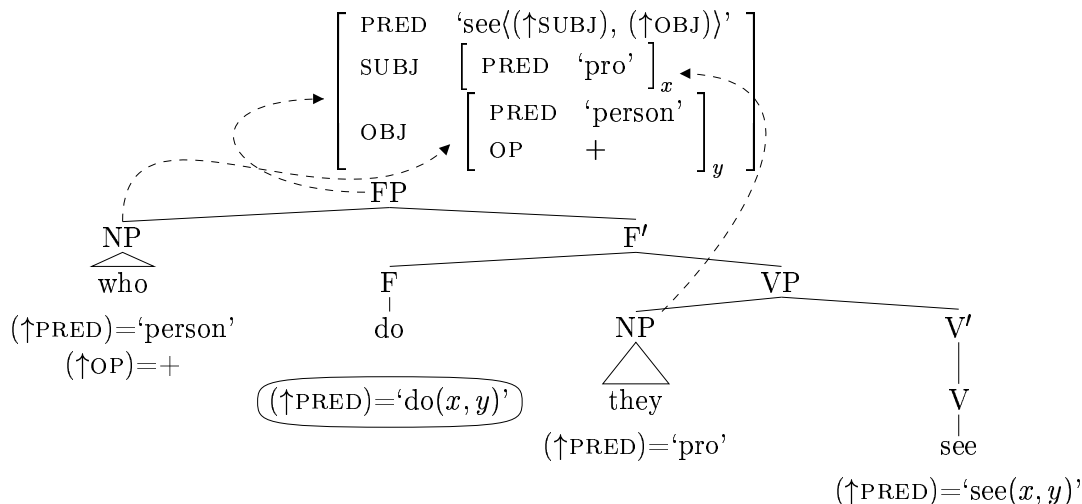 PRED ‘see⟨(↑SUBJ), (↑OBJ)⟩’
SUBJ [ PRED ‘pro’ ]x
OBJ [ PRED ‘person’
OP + ]y
FP
NP F′
who F VP
(↑PRED)=‘person’ do NP V′
(↑OP)=+
(↑PRED)=‘do(x, y)’ they V
(↑PRED)=‘pro’ see
(↑PRED)=‘see(x, y)’